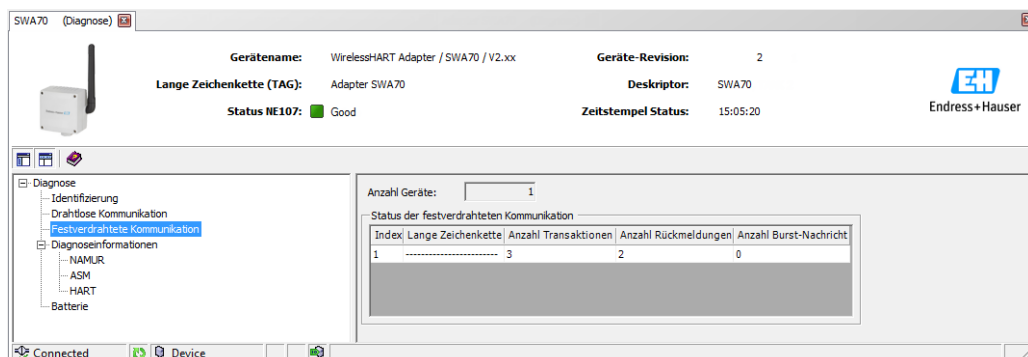 SWA70 (Diagnose)
Gerätename: WirelessHART Adapter / SWA70 / V2.xx Geräte-Revision: 2
Lange Zeichenkette (TAG): Adapter SWA70 Deskriptor: SWA70
Status NE107: Good Zeitstempel Status: 15:05:20
EH
Endress+Hauser
Diagnose
Identifizierung
Drahtlose Kommunikation
Festverdrahtete Kommunikation
Diagnoseinformationen
NAMUR
ASM
HART
Batterie
Anzahl Geräte: 1
Status der festverdrahteten Kommunikation
Index Lange Zeichenkette Anzahl Transaktionen Anzahl Rückmeldungen Anzahl Burst-Nachricht
1 ------------------------ 3 2 0
Connected Device